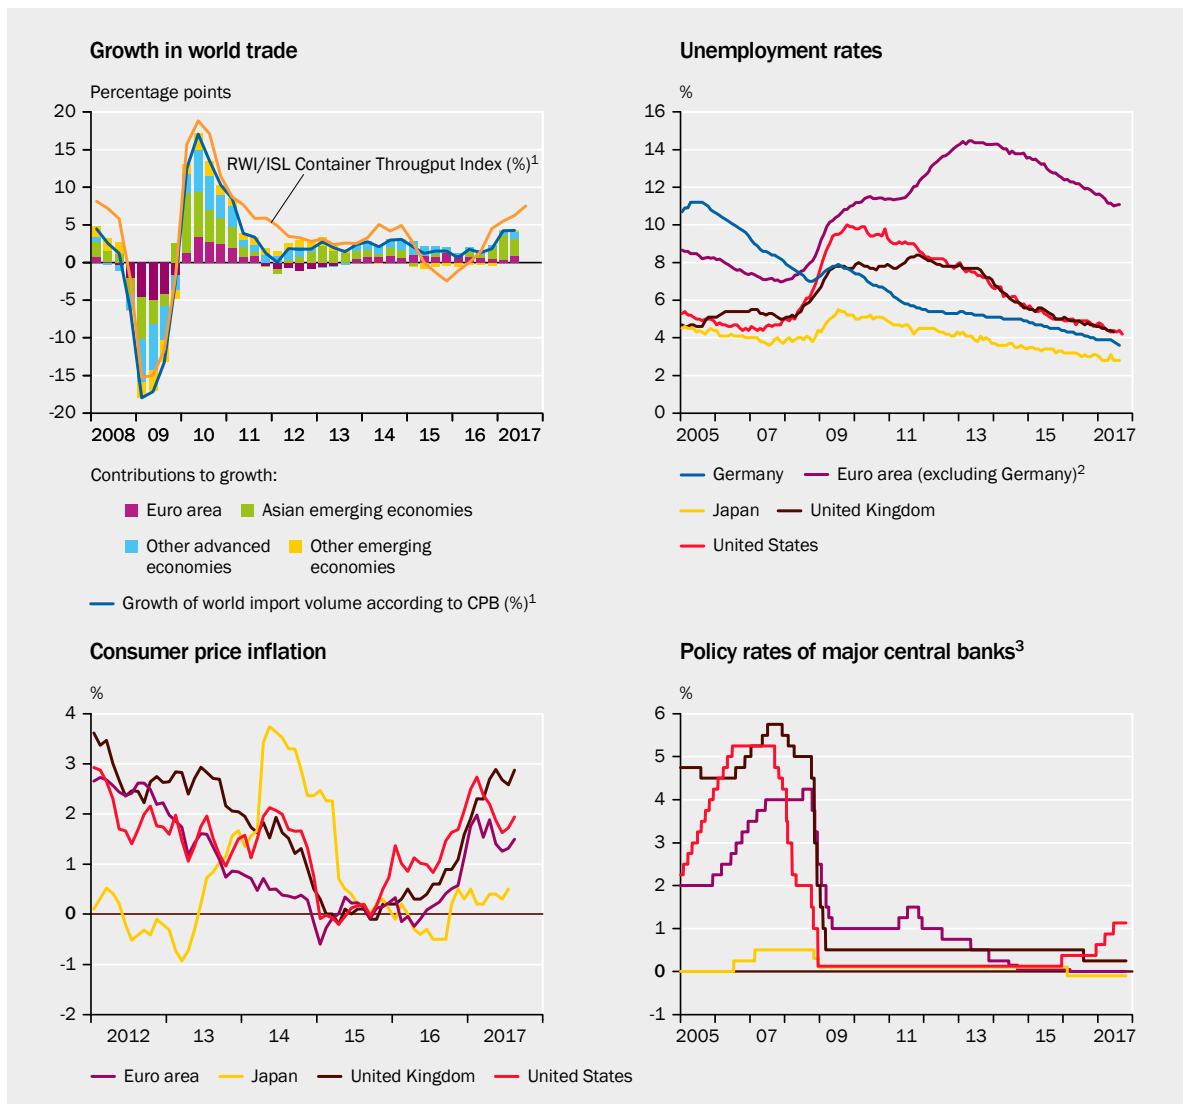 Growth in world trade
Percentage points
20
15
10
5
0
-5
-10
-15
-20
RWI/ISL Container Througput Index (%)1
2008 09 10 11 12 13 14 15 16 2017
Contributions to growth:
Euro area Asian emerging economies
Other advanced economies Other emerging economies
Growth of world import volume according to CPB (%)1
Unemployment rates
%
16
14
12
10
8
6
4
2
0
2005 07 09 11 13 15 2017
Germany Euro area (excluding Germany)2
Japan United Kingdom
United States
Consumer price inflation
%
4
3
2
1
0
-1
-2
2012 13 14 15 16 2017
Euro area Japan United Kingdom United States
Policy rates of major central banks3
%
6
5
4
3
2
1
0
-1
2005 07 09 11 13 15 2017